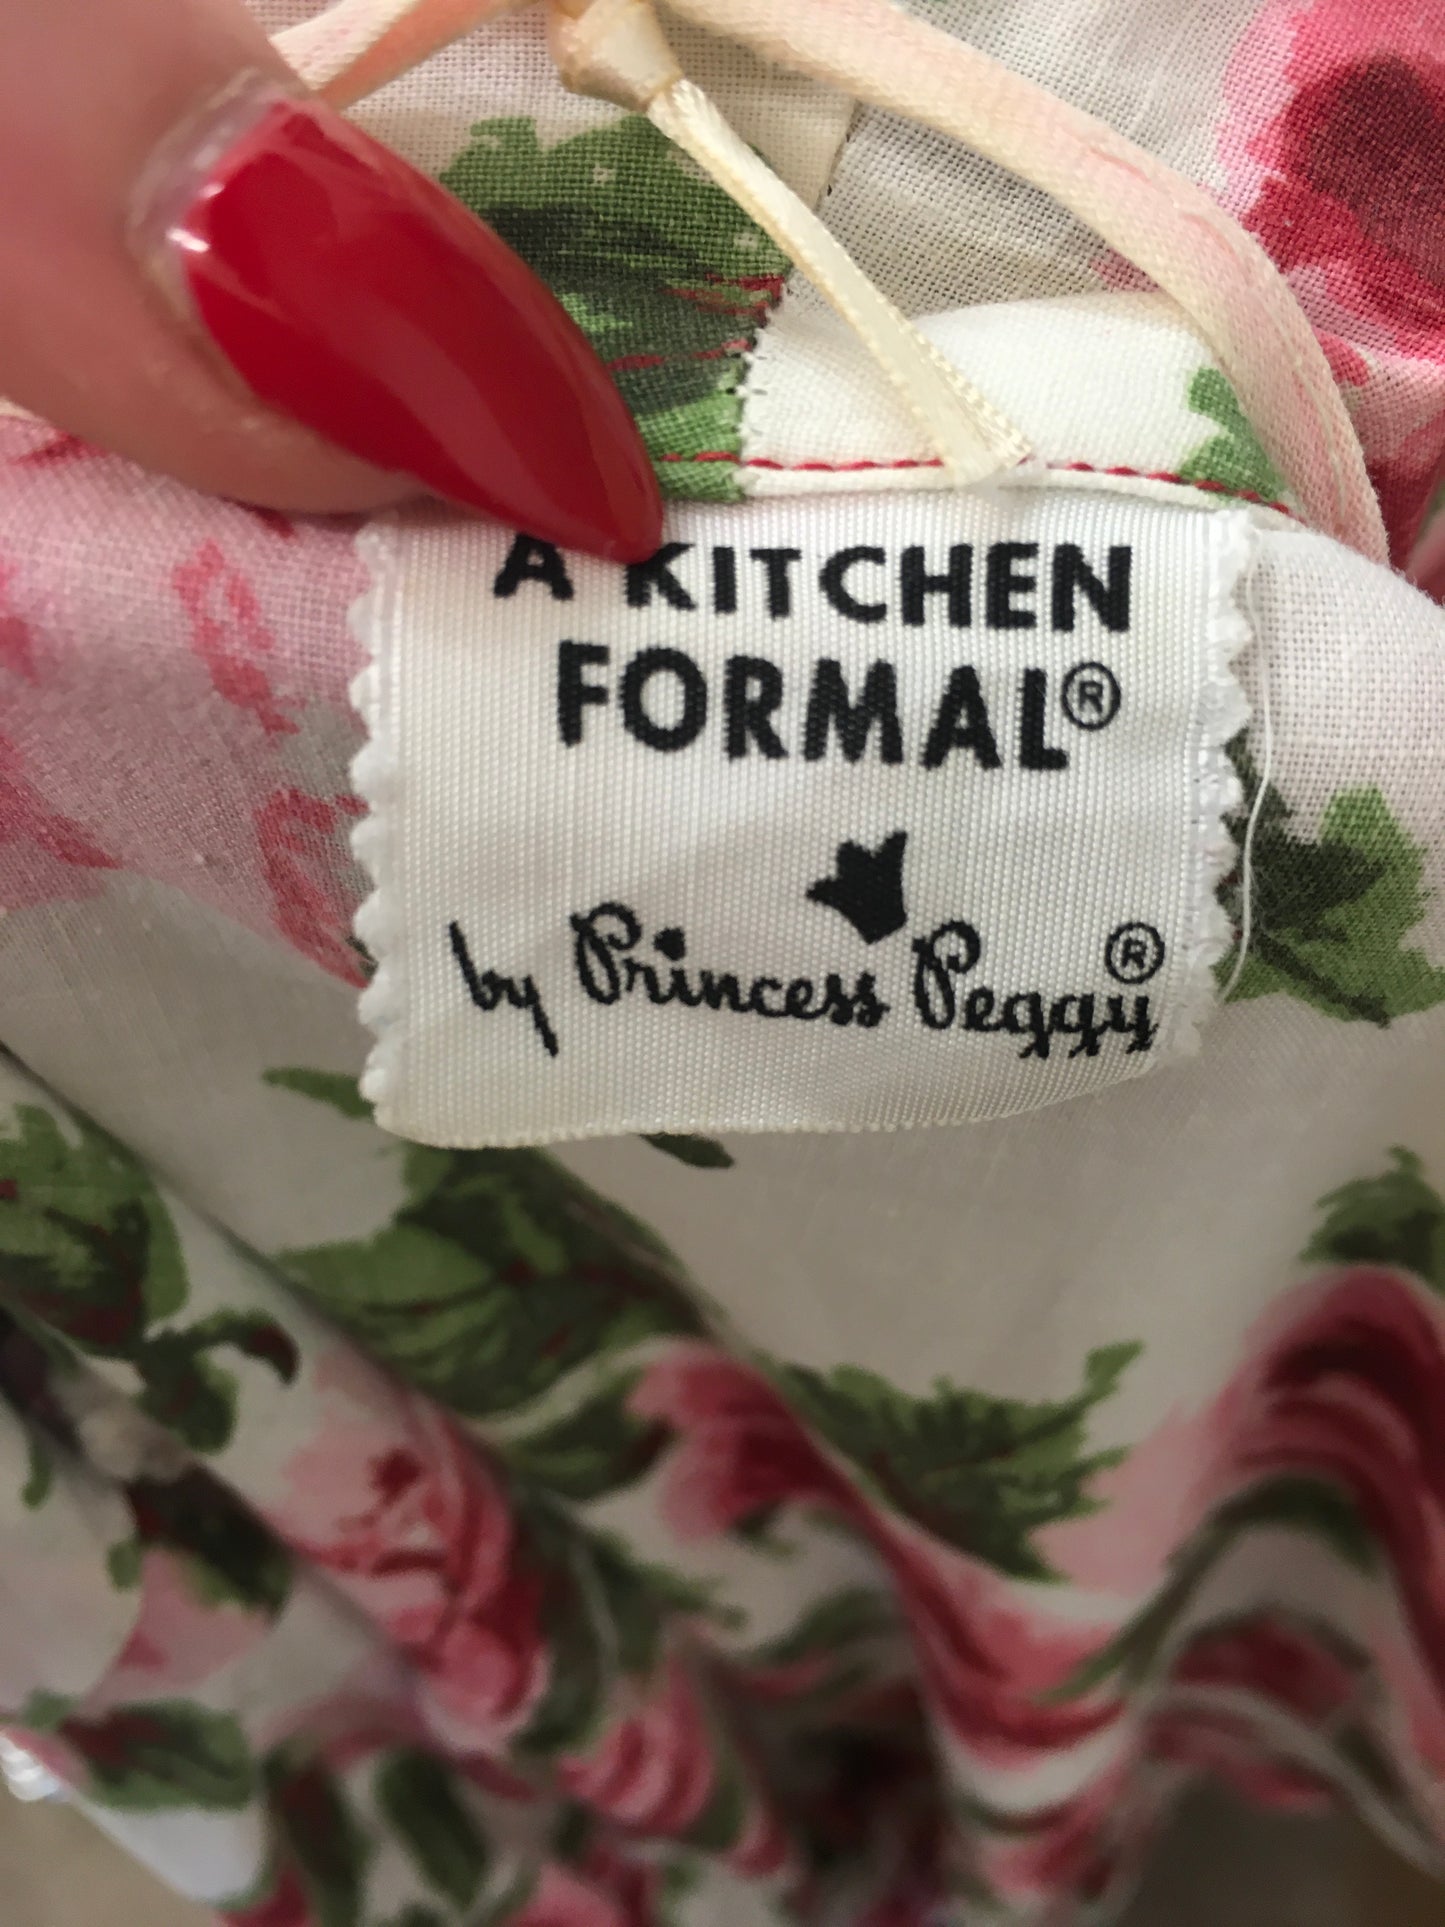 A KITCHEN
FORMAL®
by Princess Peggy®